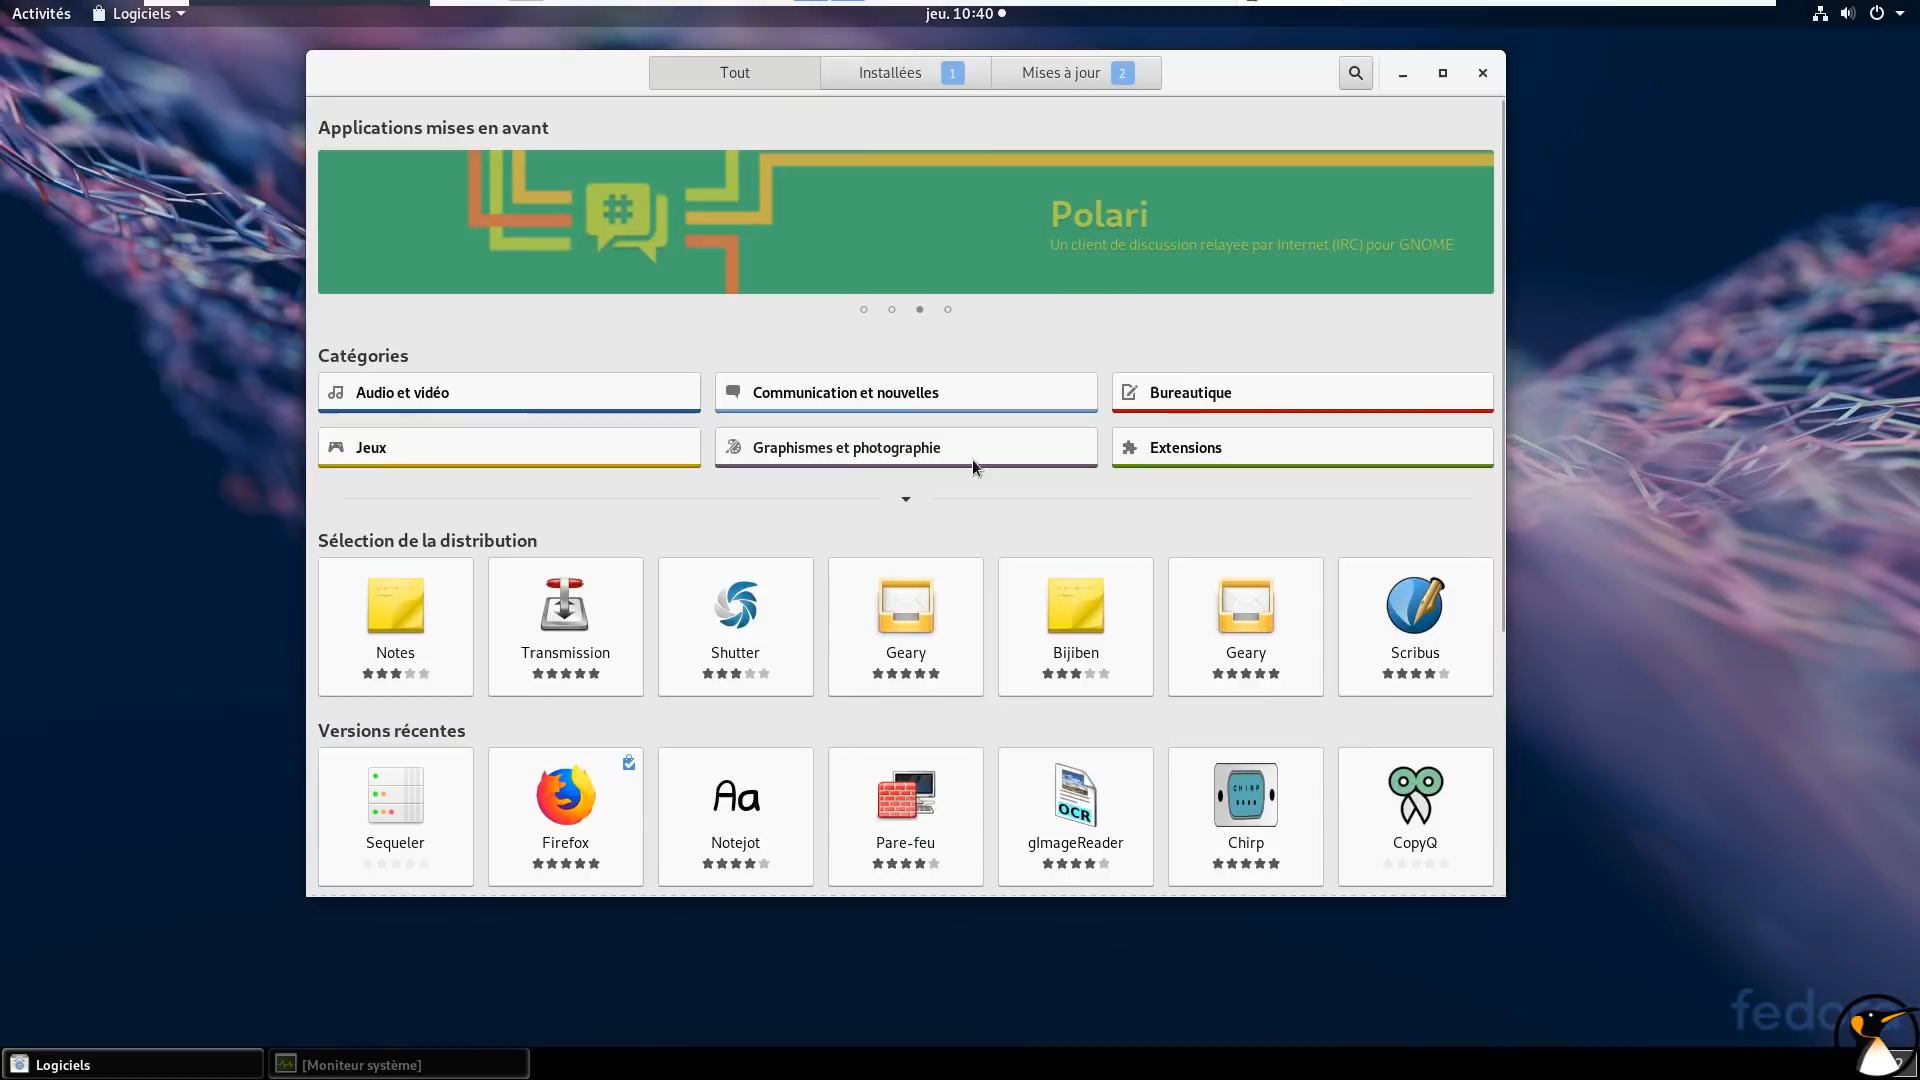 Activités
Logiciels
jeu. 10:40
Tout
Installées 1
Mises à jour 2
Applications mises en avant
#
Polari
Un client de discussion relayée par Internet (IRC) pour GNOME
Catégories
Audio et vidéo
Communication et nouvelles
Bureautique
Jeux
Graphismes et photographie
Extensions
Sélection de la distribution
Notes
Transmission
Shutter
Geary
Bijiben
Geary
Scribus
Versions récentes
Aa
OCR
CHIRP
Sequeler
Firefox
Notejot
Pare-feu
gImageReader
Chirp
CopyQ
Logiciels
[Moniteur système]